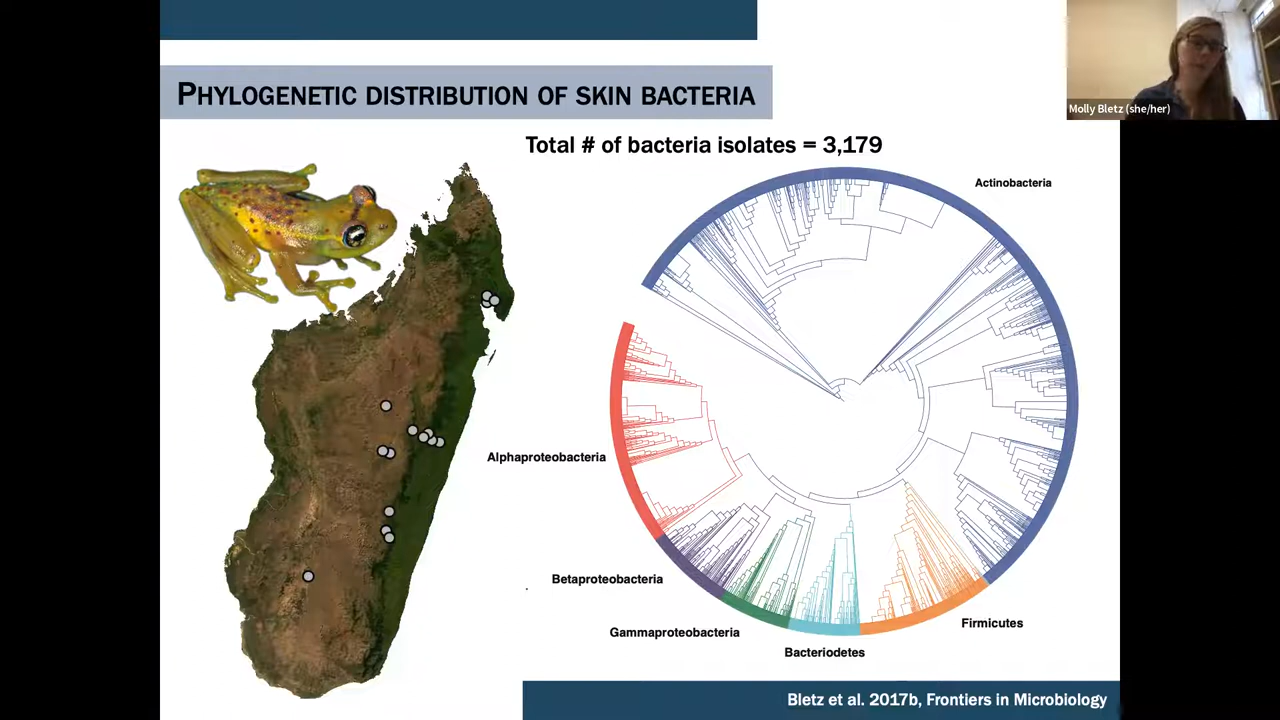 PHYLOGENETIC DISTRIBUTION OF SKIN BACTERIA
Molly Bletz (she/her)
Total # of bacteria isolates = 3,179
Actinobacteria
Alphaproteobacteria
Betaproteobacteria
Gammaproteobacteria
Bacteriodetes
Firmicutes
Bletz et al. 2017b, Frontiers in Microbiology